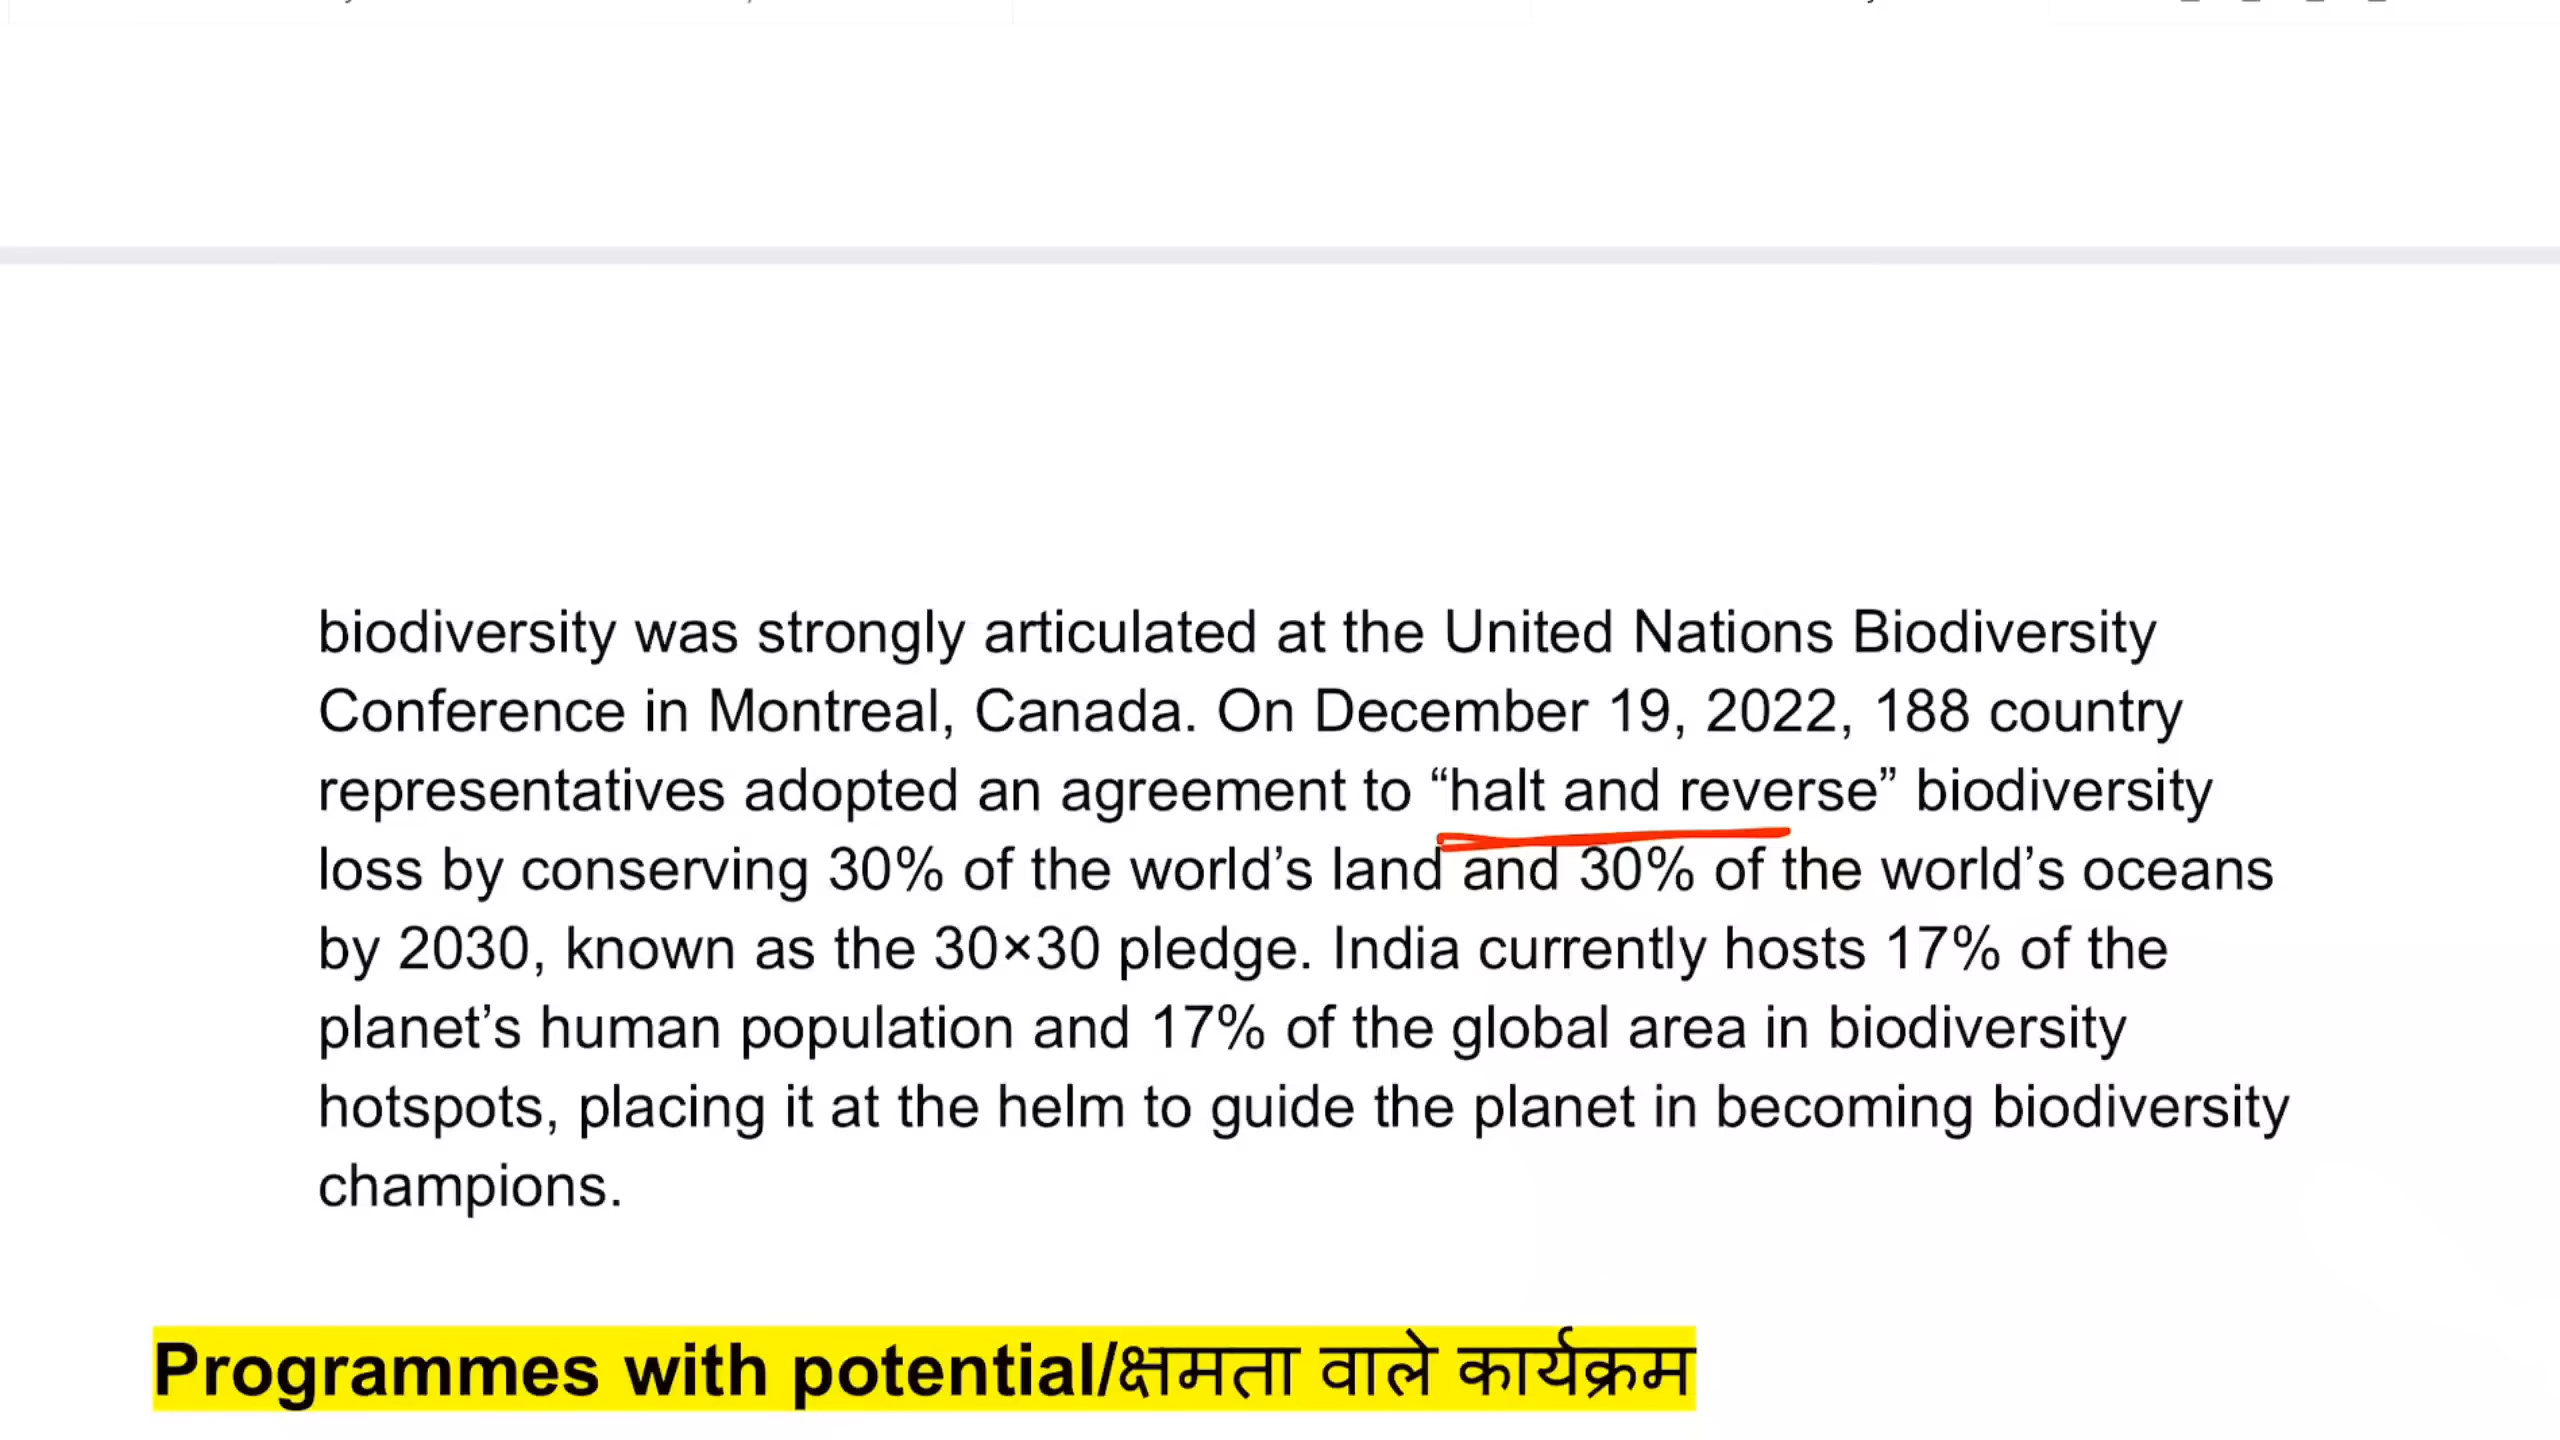 biodiversity was strongly articulated at the United Nations Biodiversity
Conference in Montreal, Canada. On December 19, 2022, 188 country
representatives adopted an agreement to “halt and reverse” biodiversity
loss by conserving 30% of the world’s land and 30% of the world’s oceans
by 2030, known as the 30×30 pledge. India currently hosts 17% of the
planet’s human population and 17% of the global area in biodiversity
hotspots, placing it at the helm to guide the planet in becoming biodiversity
champions.
Programmes with potential/क्षमता वाले कार्यक्रम